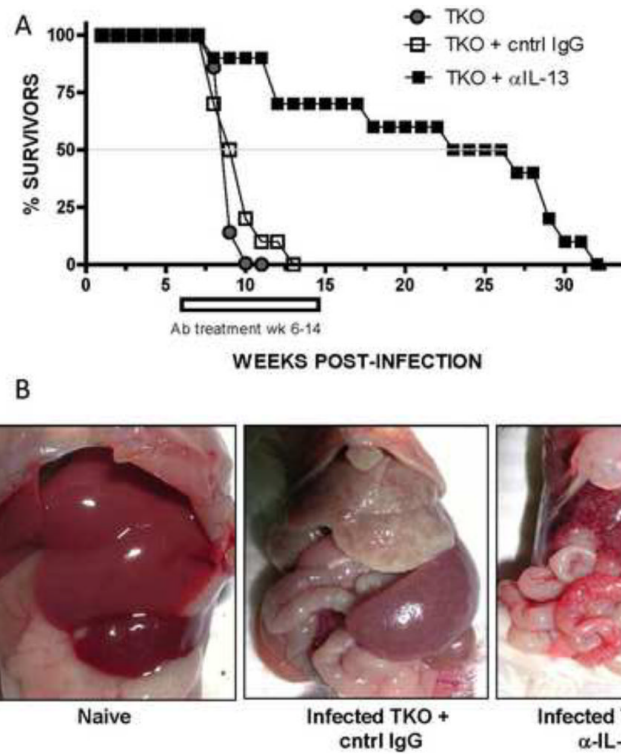 A
TKO
TKO + cntrl IgG
TKO + αIL-13
% SURVIVORS
100
75
50
25
0
0 5 10 15 20 25 30
Ab treatment wk 6-14
WEEKS POST-INFECTION
B
Naive
Infected TKO +
cntrl IgG
Infected
α-IL-